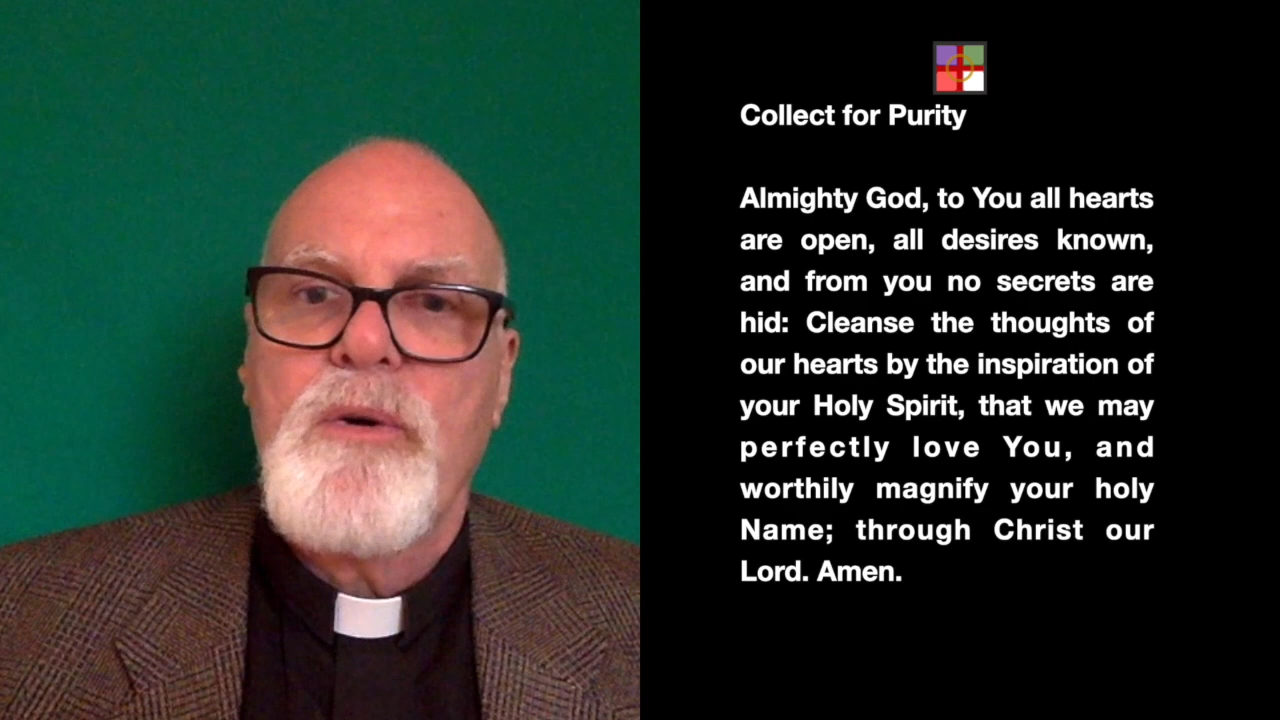 Collect for Purity
Almighty God, to You all hearts
are open, all desires known,
and from you no secrets are
hid: Cleanse the thoughts of
our hearts by the inspiration of
your Holy Spirit, that we may
perfectly love You, and
worthily magnify your holy
Name; through Christ our
Lord. Amen.